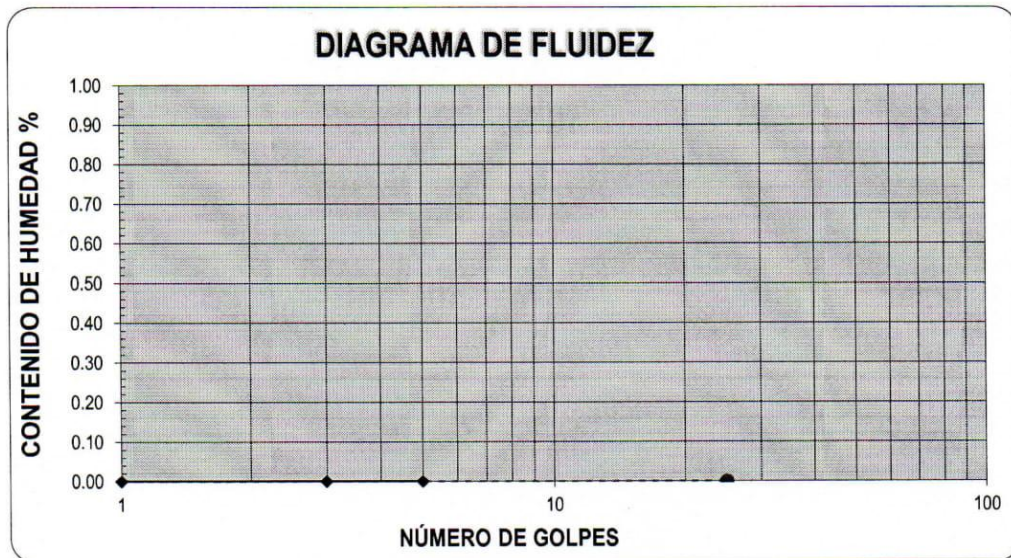 DIAGRAMA DE FLUIDEZ
CONTENIDO DE HUMEDAD %
1.00
0.90
0.80
0.70
0.60
0.50
0.40
0.30
0.20
0.10
0.00
1 10 100
NÚMERO DE GOLPES